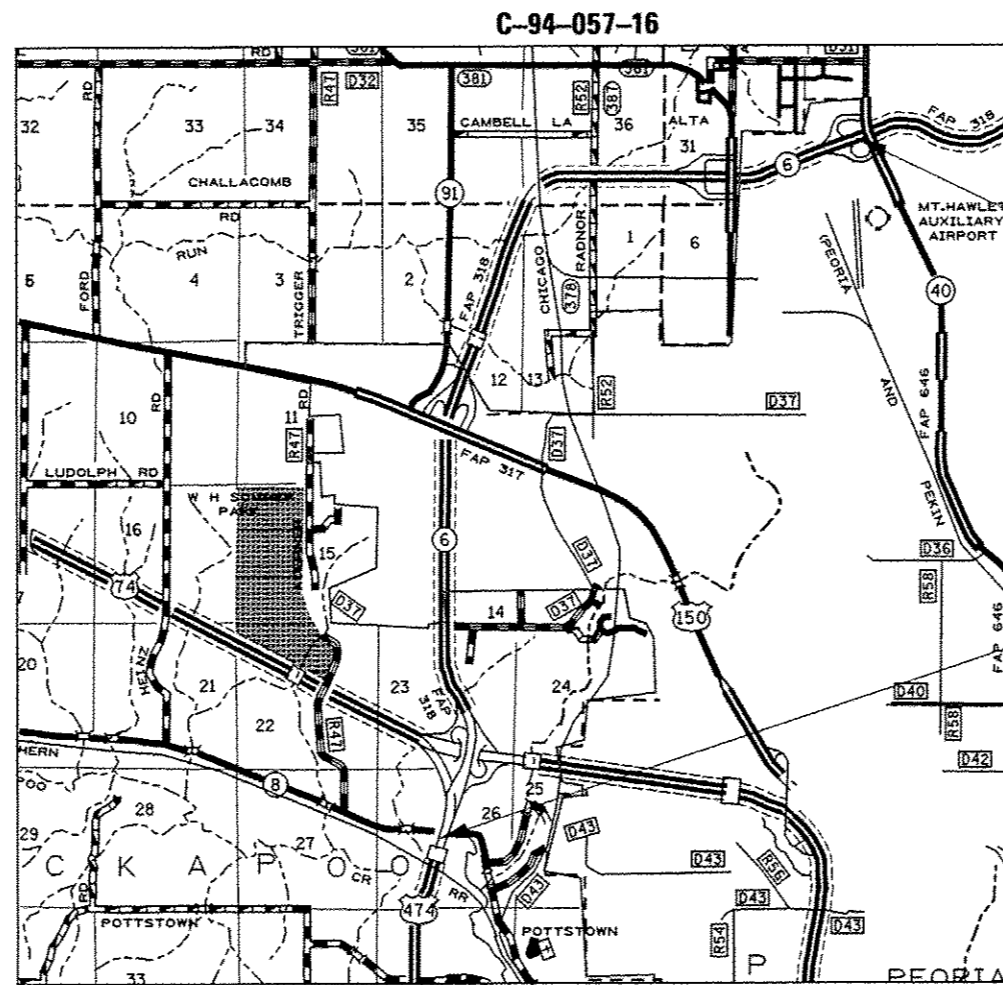 C-94-057-16
RD
381
381
D31
RD
R47
D32
R52
387
32
33
34
35
36
ALTA
31
CAMBELL LA
FAP 318
6
CHALLACOMB
RD
91
MT.HAWLEY
AUXILIARY
AIRPORT
RUN
RADNOR
1
6
5
4
3
2
FORD
TRIGGER
FAP 318
CHICAGO
378
(PEORIA
40
12
13
R52
D37
RD
RD
10
11
R47
D37
AND
FAP 646
FAP 317
LUDOLPH RD
W H SOMMER
PARK
PEKIN
16
15
6
D36
74
D37
D37
R58
14
D37
150
FAP 646
20
HEINZ
21
22
23
FAP
318
24
D40
R58
R47
D42
HERN
8
OO
28
25
26
29
27
D43
C K A P O O
CR
D43
R56
RR
RD
D43
D43
474
D43
POTTSTOWN
POTTSTOWN
R54
P
33
PEORIA